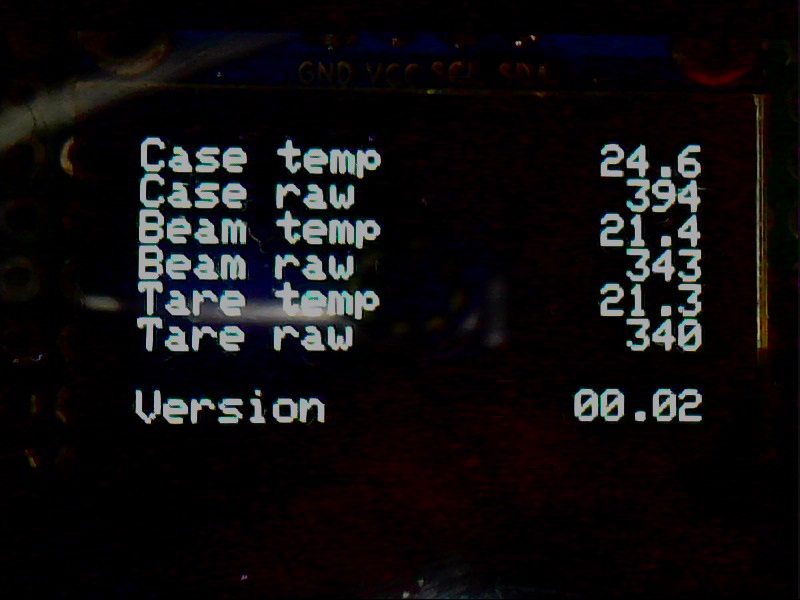 GND VCC SCL SDA
Case temp 24.6
Case raw 394
Beam temp 21.4
Beam raw 343
Tare temp 21.3
Tare raw 340
Version 00.02